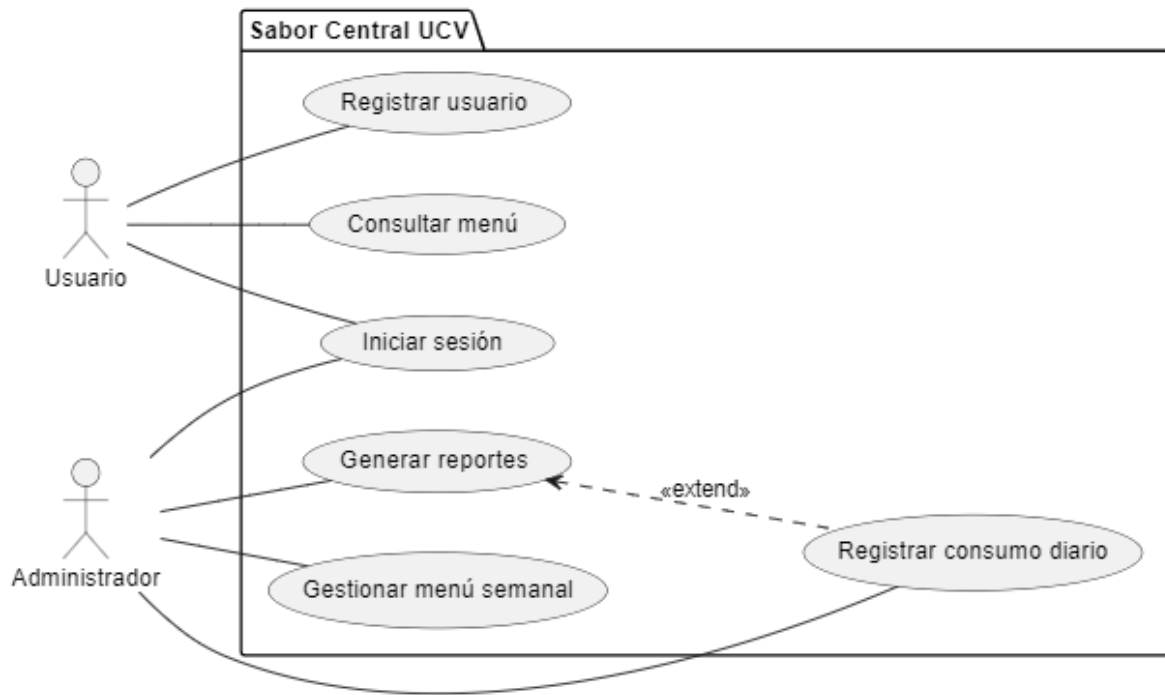 Sabor Central UCV
Registrar usuario
Consultar menú
Usuario
Iniciar sesión
Generar reportes
«extend»
Registrar consumo diario
Administrador
Gestionar menú semanal